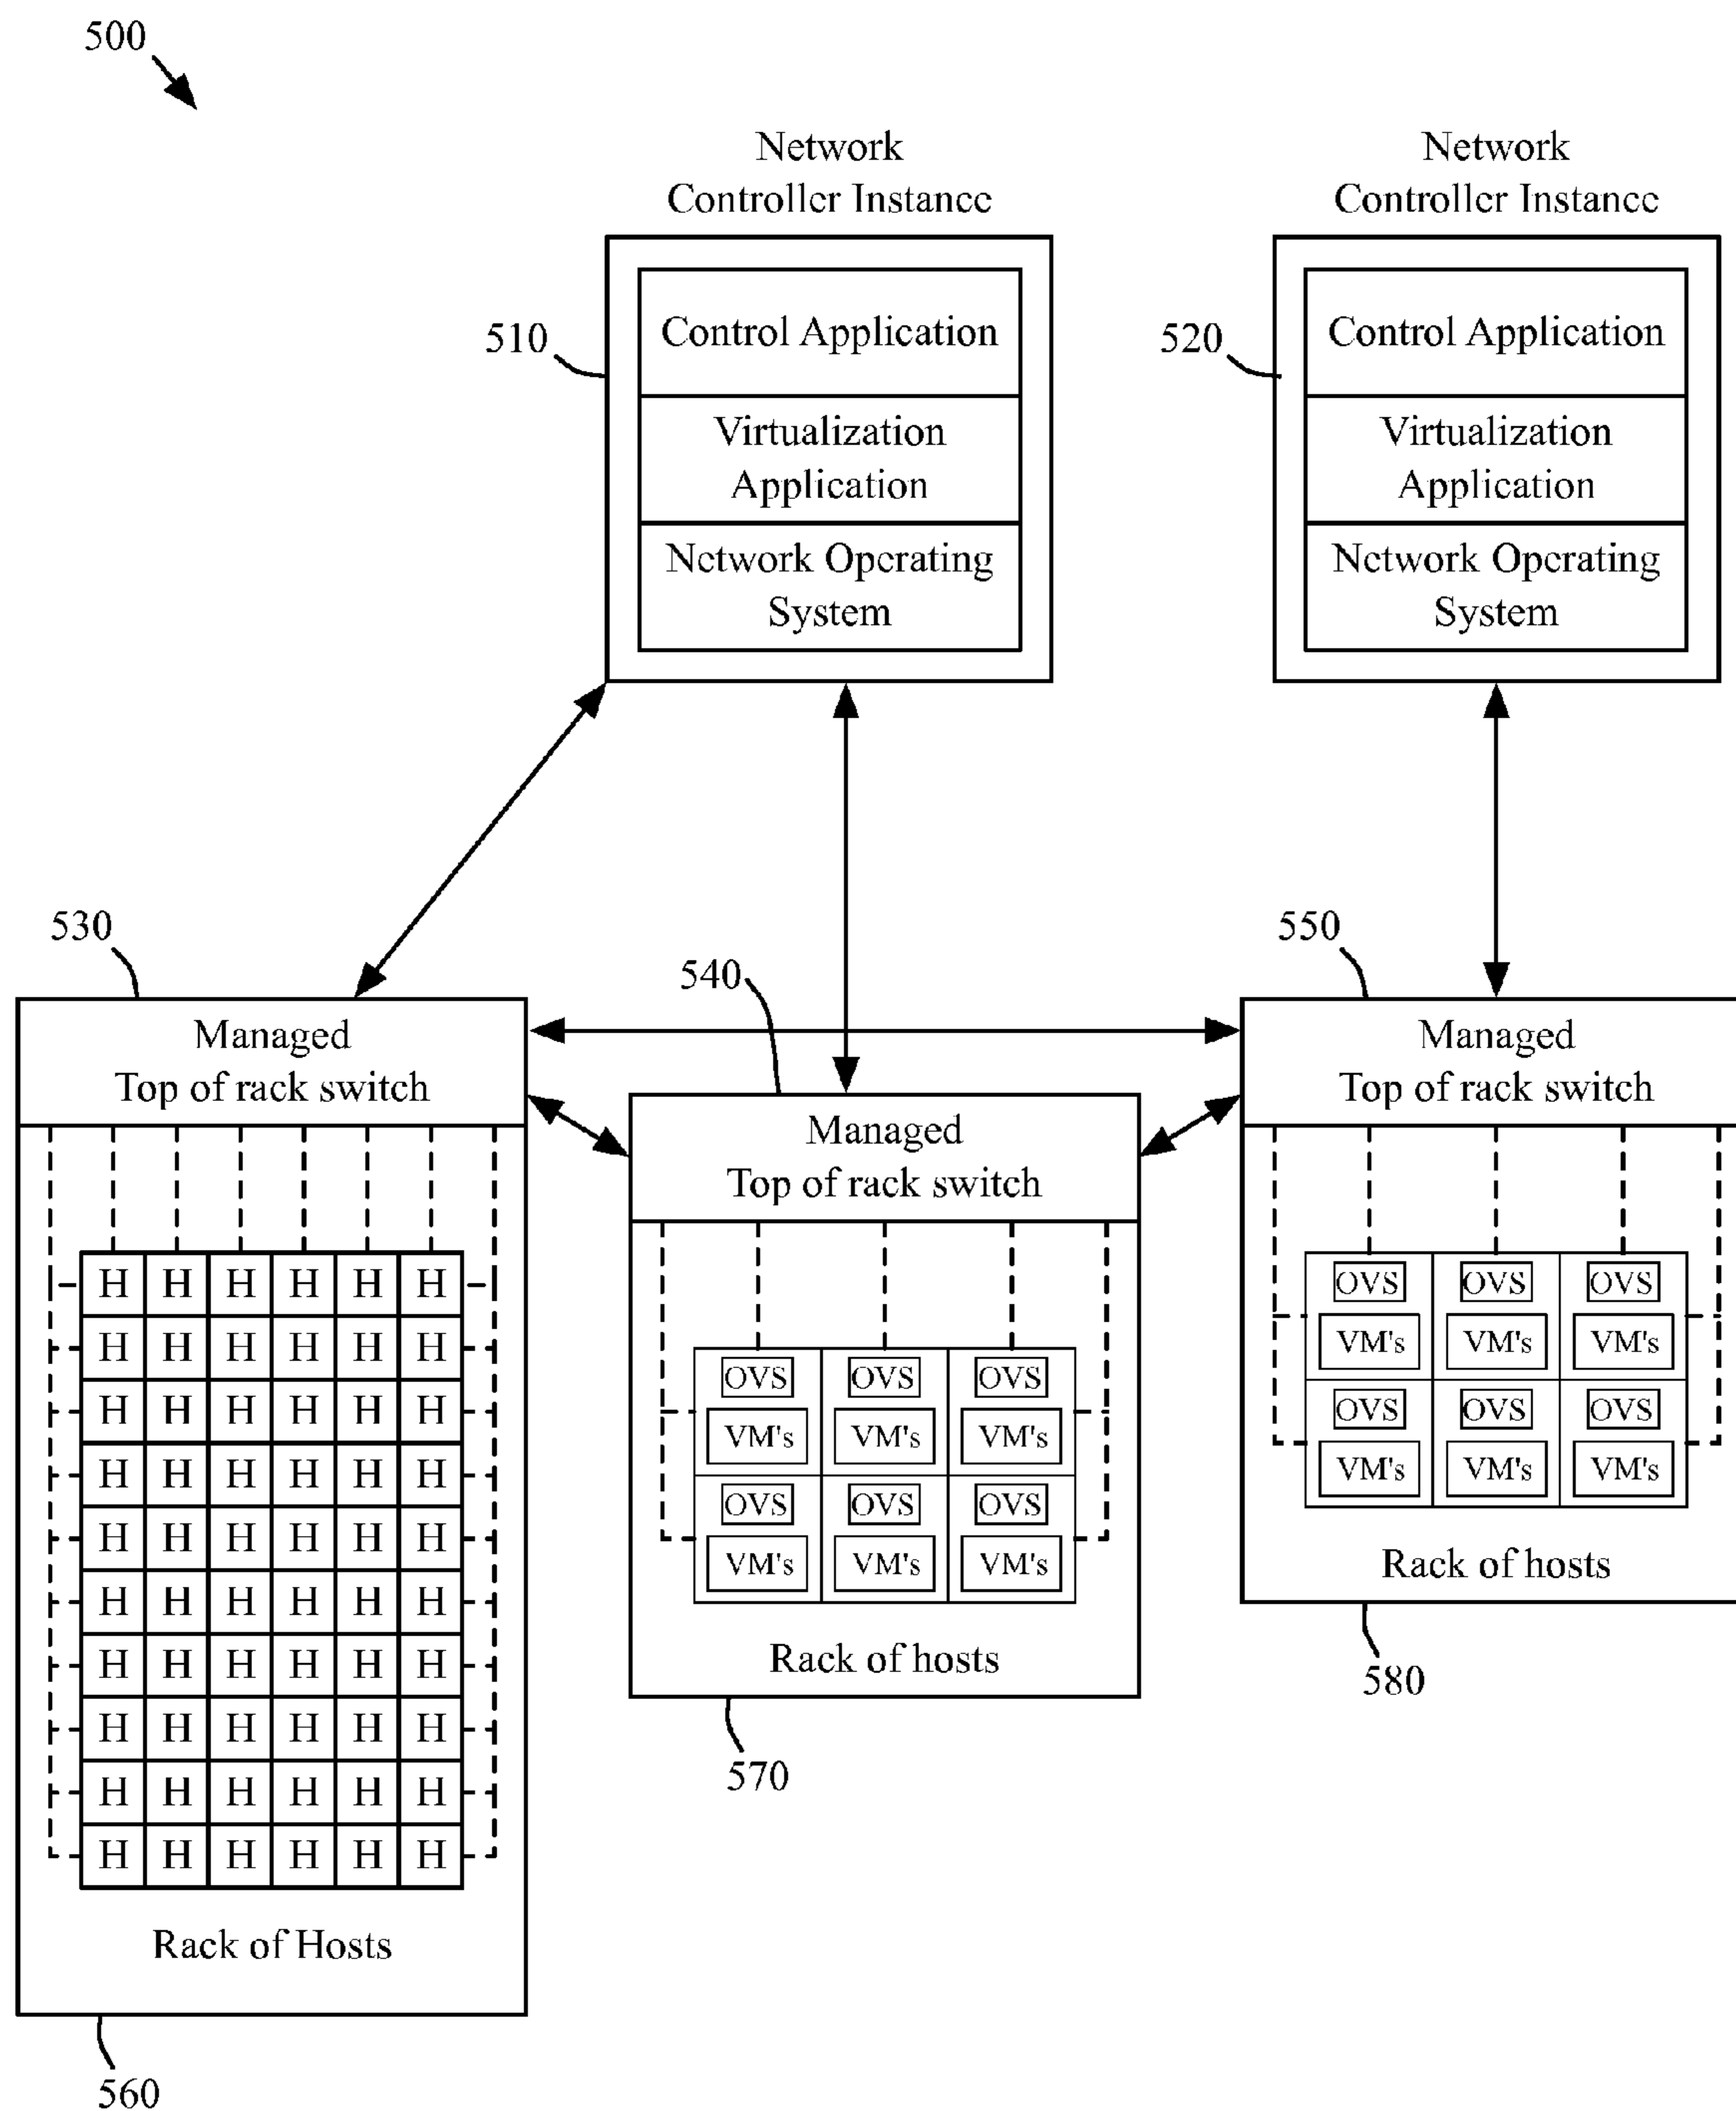 500
Network
Controller Instance
Network
Controller Instance
510
Control Application
Virtualization
Application
Network Operating
System
520
Control Application
Virtualization
Application
Network Operating
System
530
Managed
Top of rack switch
540
Managed
Top of rack switch
550
Managed
Top of rack switch
H H H H H H
H H H H H H
H H H H H H
H H H H H H
H H H H H H
H H H H H H
H H H H H H
H H H H H H
H H H H H H
H H H H H H
Rack of Hosts
560
OVS OVS OVS
VM's VM's VM's
OVS OVS OVS
VM's VM's VM's
Rack of hosts
570
OVS OVS OVS
VM's VM's VM's
OVS OVS OVS
VM's VM's VM's
Rack of hosts
580